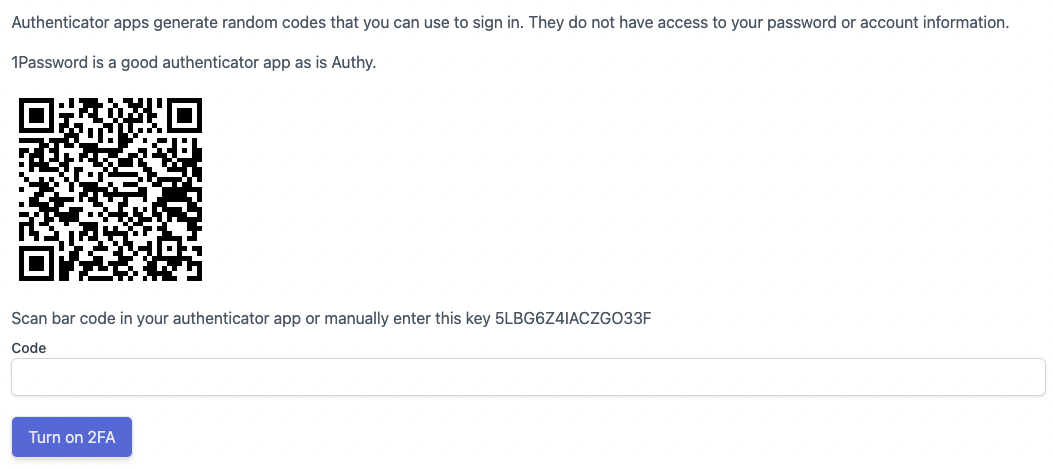 Authenticator apps generate random codes that you can use to sign in. They do not have access to your password or account information.
1Password is a good authenticator app as is Authy.
Scan bar code in your authenticator app or manually enter this key 5LBG6Z4IACZGO33F
Code
Turn on 2FA